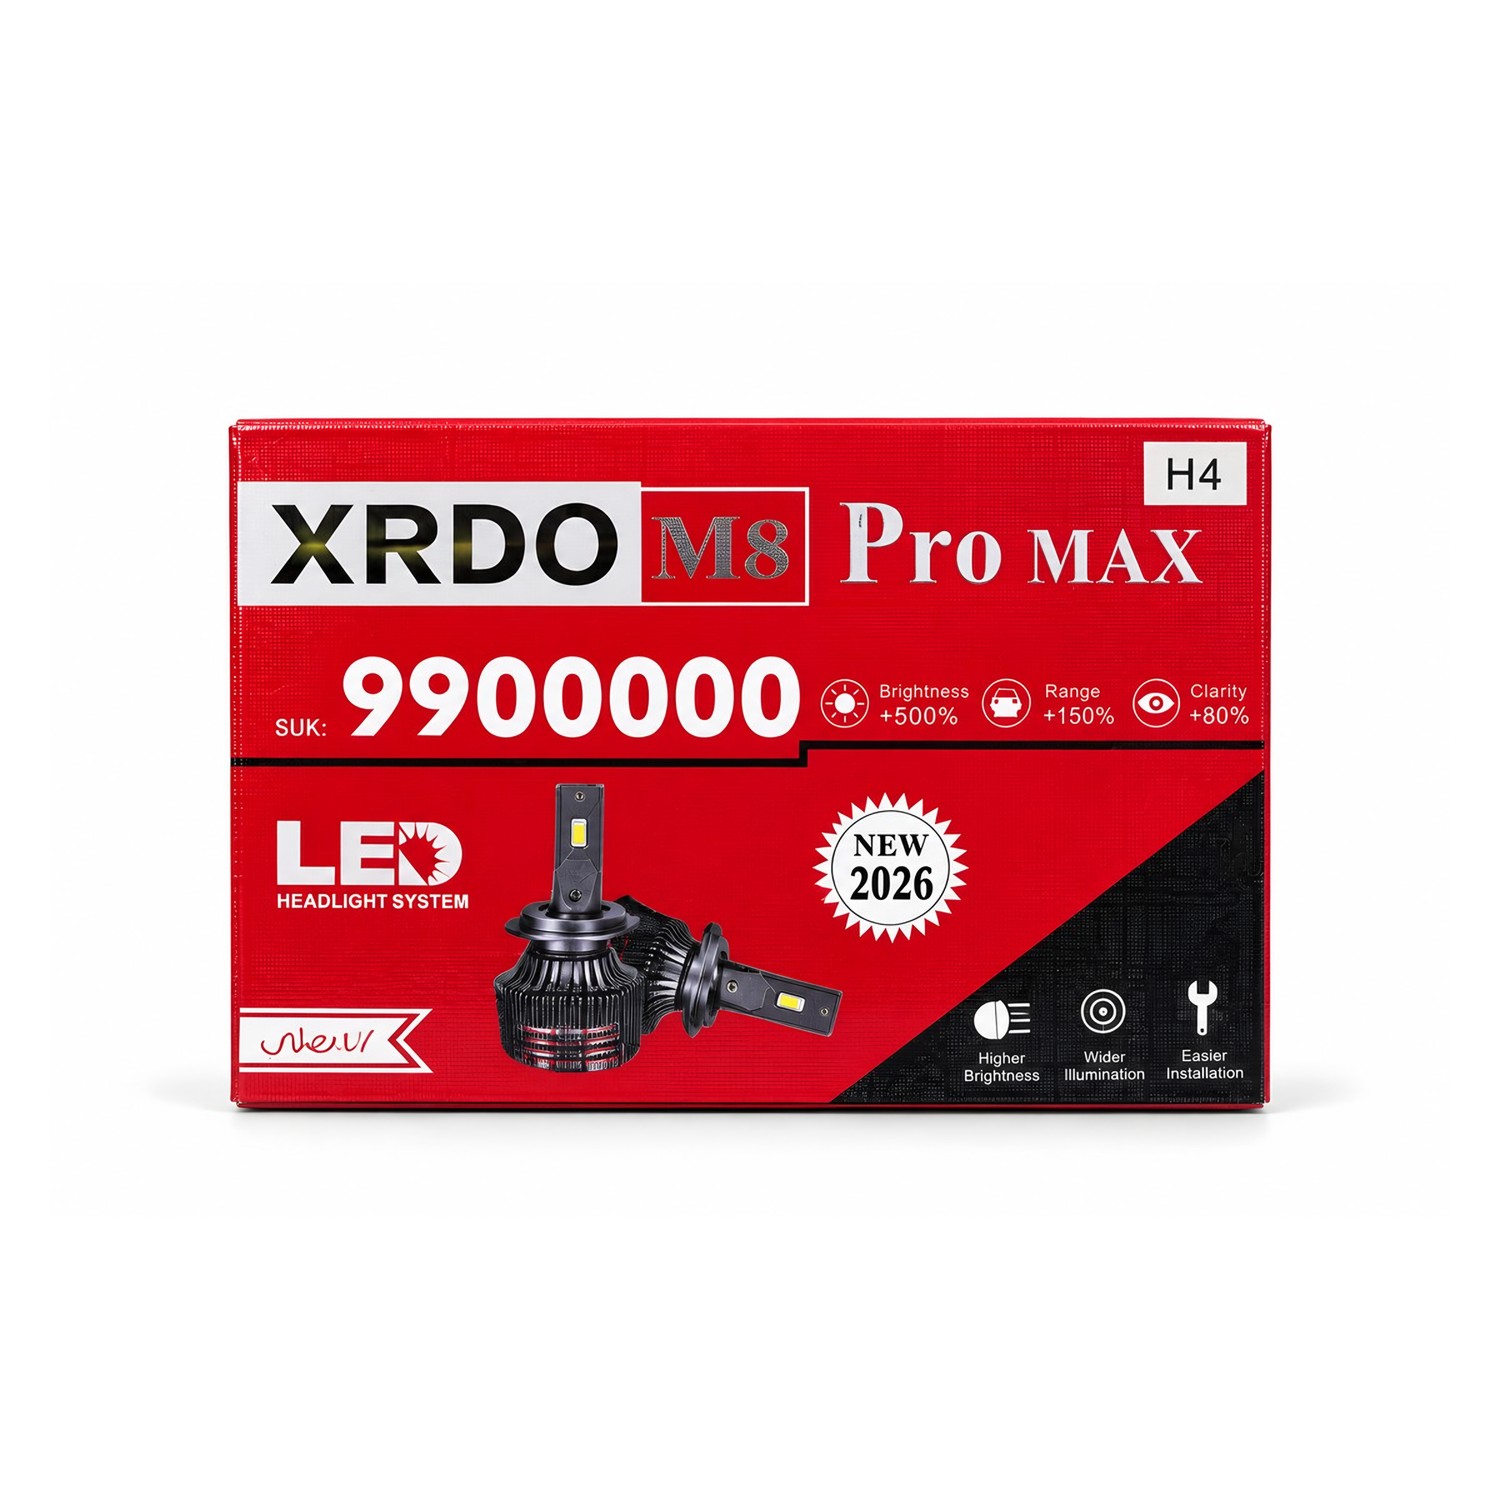 H4
XRDO M8 Pro MAX
SUK: 9900000
Brightness +500%
Range +150%
Clarity +80%
LED
HEADLIGHT SYSTEM
NEW
2026
Higher
Brightness
Wider
Illumination
Easier
Installation